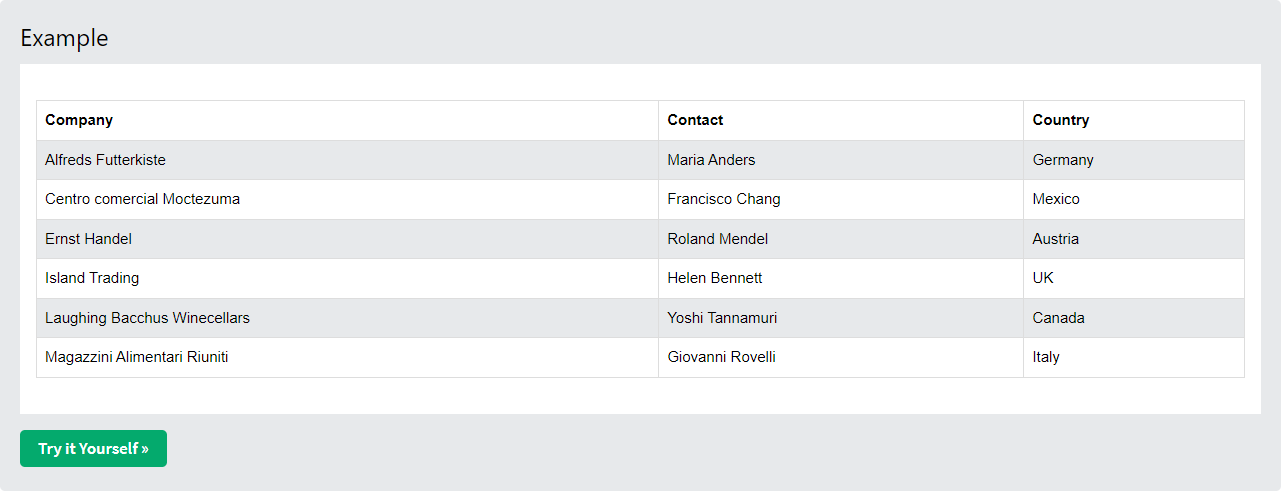 Example
Company Contact Country
Alfreds Futterkiste Maria Anders Germany
Centro comercial Moctezuma Francisco Chang Mexico
Ernst Handel Roland Mendel Austria
Island Trading Helen Bennett UK
Laughing Bacchus Winecellars Yoshi Tannamuri Canada
Magazzini Alimentari Riuniti Giovanni Rovelli Italy
Try it Yourself »